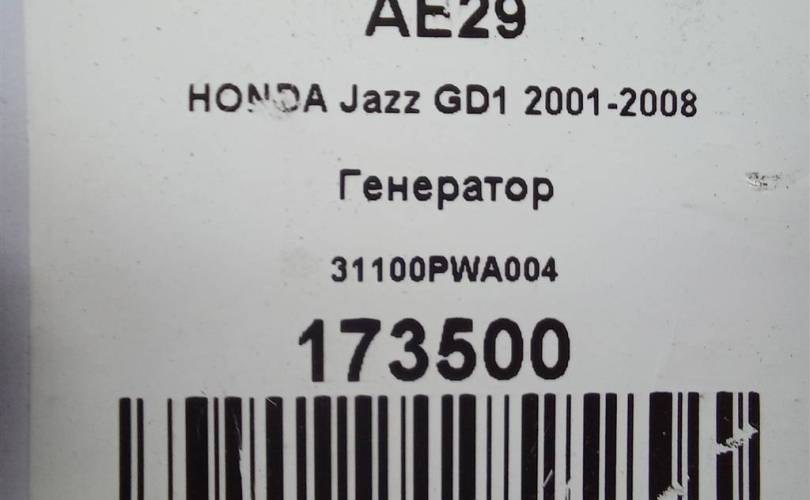 AE29
HONDA Jazz GD1 2001-2008
Генератор
31100PWA004
173500